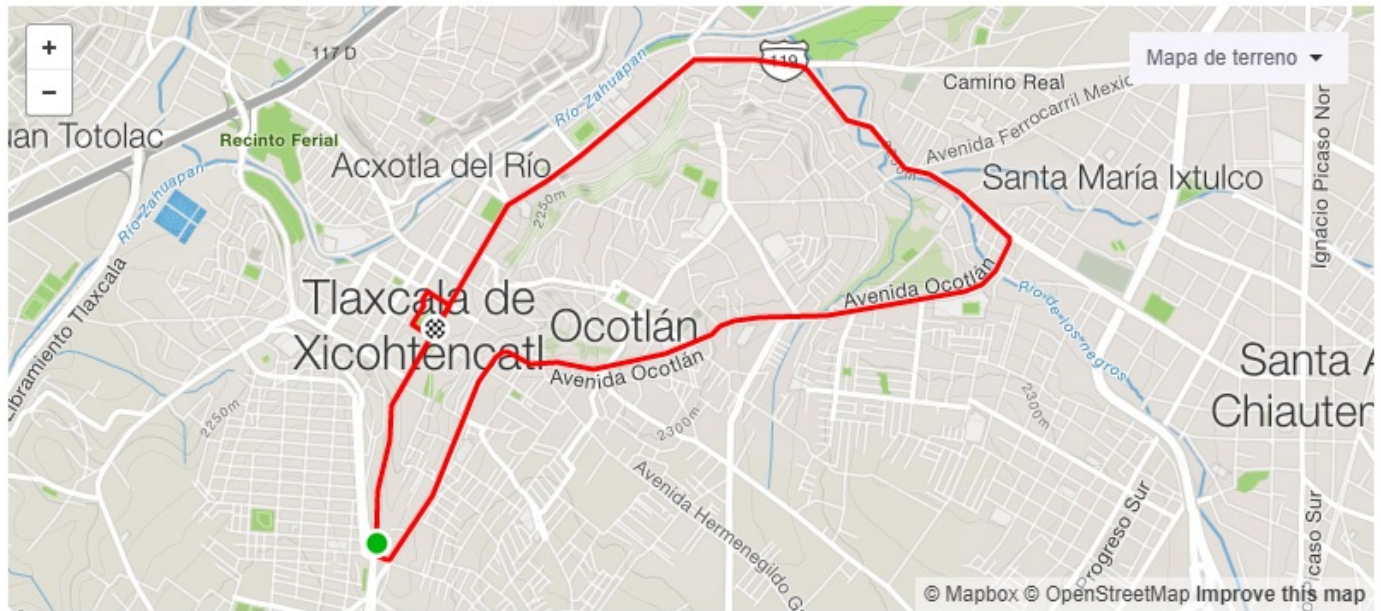 +
−
117 D
119
Mapa de terreno
Camino Real
Río-Zahuapan
Avenida Ferrocarril Mexic
uan Totolac
Recinto Ferial
Acxotla del Río
Santa María Ixtulco
Ignacio Picaso Nor
2250m
Río-Zahuapan
Libramiento Tlaxcala
Tlaxcala de
Xicohténcatl
Ocotlán
Avenida Ocotlán
Río-de-los-negros
Avenida Ocotlán
Santa A
Chiauten
2250m
2300m
2300m
Avenida Hermenegildo G
Progreso Sur
Picaso Sur
© Mapbox © OpenStreetMap Improve this map